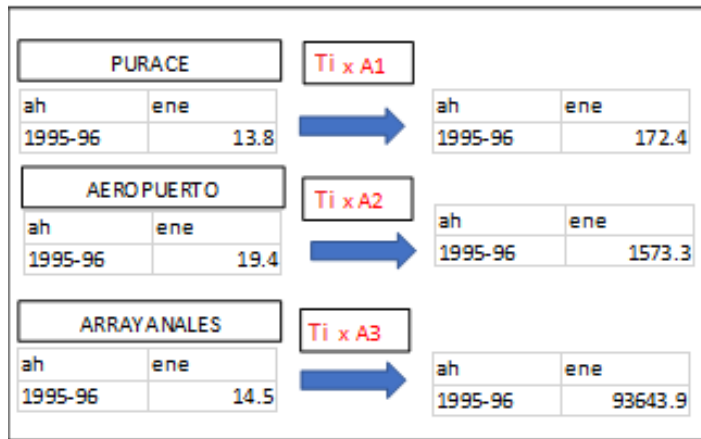 PURACE
Ti x A1
ah ene
1995-96 13.8
ah ene
1995-96 172.4
AEROPUERTO
Ti x A2
ah ene
1995-96 19.4
ah ene
1995-96 1573.3
ARRAYANALES
Ti x A3
ah ene
1995-96 14.5
ah ene
1995-96 93643.9